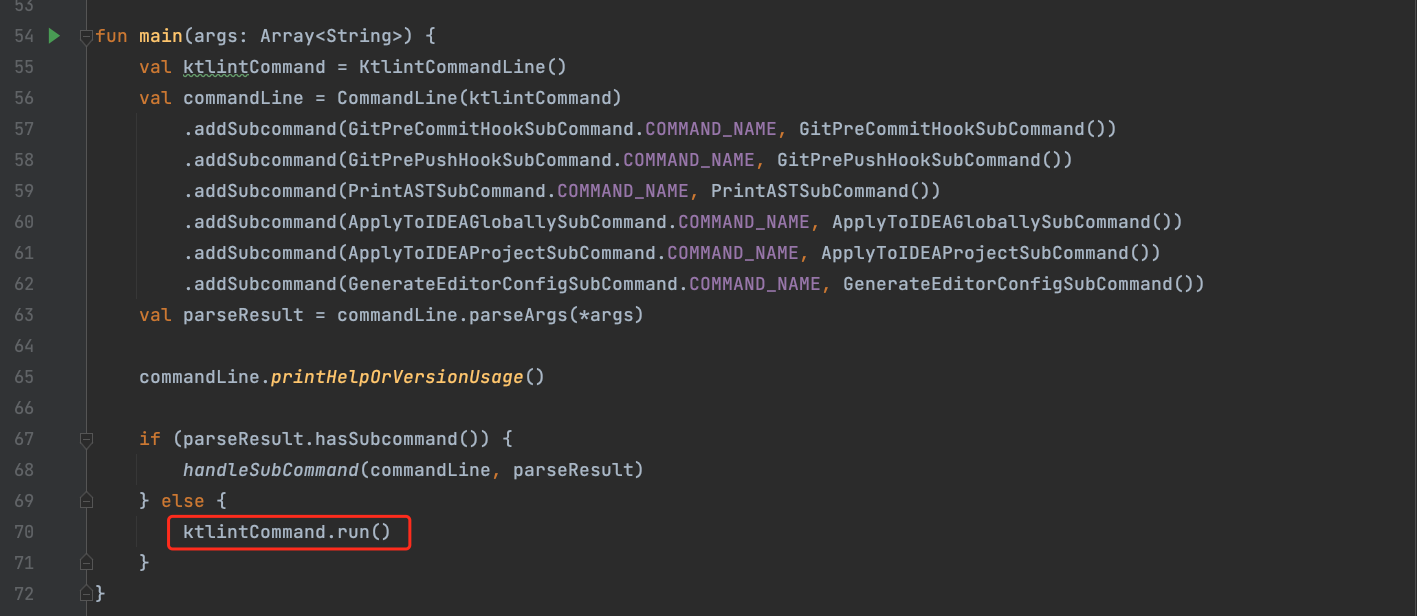 53
54 fun main(args: Array<String>) {
55 val ktlintCommand = KtlintCommandLine()
56 val commandLine = CommandLine(ktlintCommand)
57 .addSubcommand(GitPreCommitHookSubCommand.COMMAND_NAME, GitPreCommitHookSubCommand())
58 .addSubcommand(GitPrePushHookSubCommand.COMMAND_NAME, GitPrePushHookSubCommand())
59 .addSubcommand(PrintASTSubCommand.COMMAND_NAME, PrintASTSubCommand())
60 .addSubcommand(ApplyToIDEAGloballySubCommand.COMMAND_NAME, ApplyToIDEAGloballySubCommand())
61 .addSubcommand(ApplyToIDEAProjectSubCommand.COMMAND_NAME, ApplyToIDEAProjectSubCommand())
62 .addSubcommand(GenerateEditorConfigSubCommand.COMMAND_NAME, GenerateEditorConfigSubCommand())
63 val parseResult = commandLine.parseArgs(*args)
64
65 commandLine.printHelpOrVersionUsage()
66
67 if (parseResult.hasSubcommand()) {
68 handleSubCommand(commandLine, parseResult)
69 } else {
70 ktlintCommand.run()
71 }
72 }